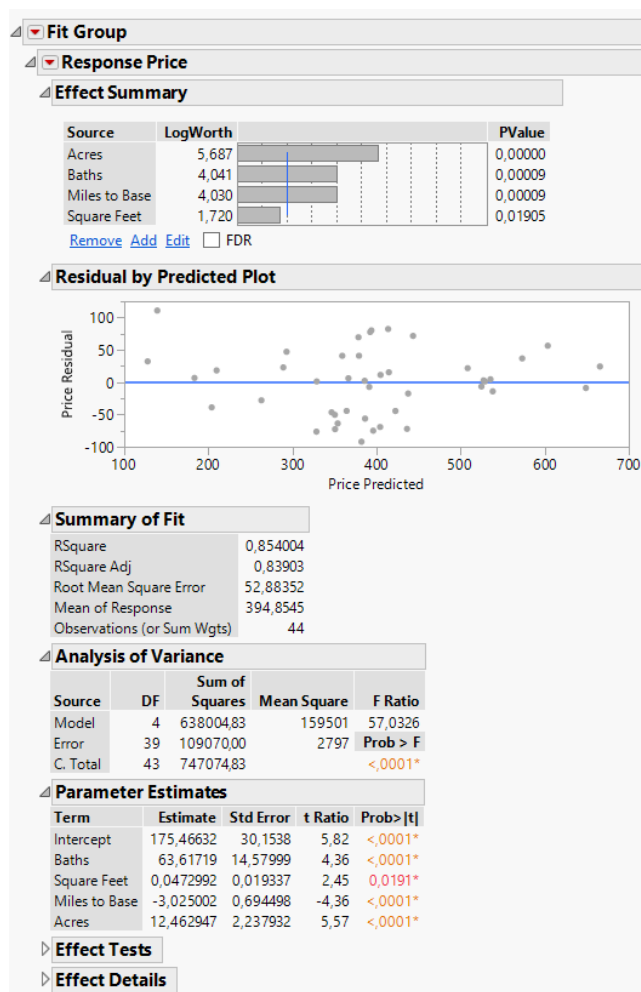 Fit Group
Response Price
Effect Summary
Source LogWorth PValue
Acres 5,687 0,00000
Baths 4,041 0,00009
Miles to Base 4,030 0,00009
Square Feet 1,720 0,01905
Remove Add Edit FDR
Residual by Predicted Plot
100
50
0
-50
-100
Price Residual
100 200 300 400 500 600 700
Price Predicted
Summary of Fit
RSquare 0,854004
RSquare Adj 0,83903
Root Mean Square Error 52,88352
Mean of Response 394,8545
Observations (or Sum Wgts) 44
Analysis of Variance
Sum of
Source DF Squares Mean Square F Ratio
Model 4 638004,83 159501 57,0326
Error 39 109070,00 2797 Prob > F
C. Total 43 747074,83 <,0001*
Parameter Estimates
Term Estimate Std Error t Ratio Prob>|t|
Intercept 175,46632 30,1538 5,82 <,0001*
Baths 63,61719 14,57999 4,36 <,0001*
Square Feet 0,0472992 0,019337 2,45 0,0191*
Miles to Base -3,025002 0,694498 -4,36 <,0001*
Acres 12,462947 2,237932 5,57 <,0001*
Effect Tests
Effect Details